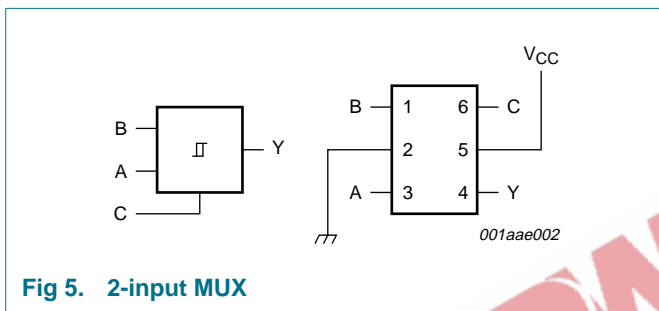 VCC
B
A
C
Y
B 1 6 C
2 5
A 3 4 Y
001aae002
Fig 5. 2-input MUX